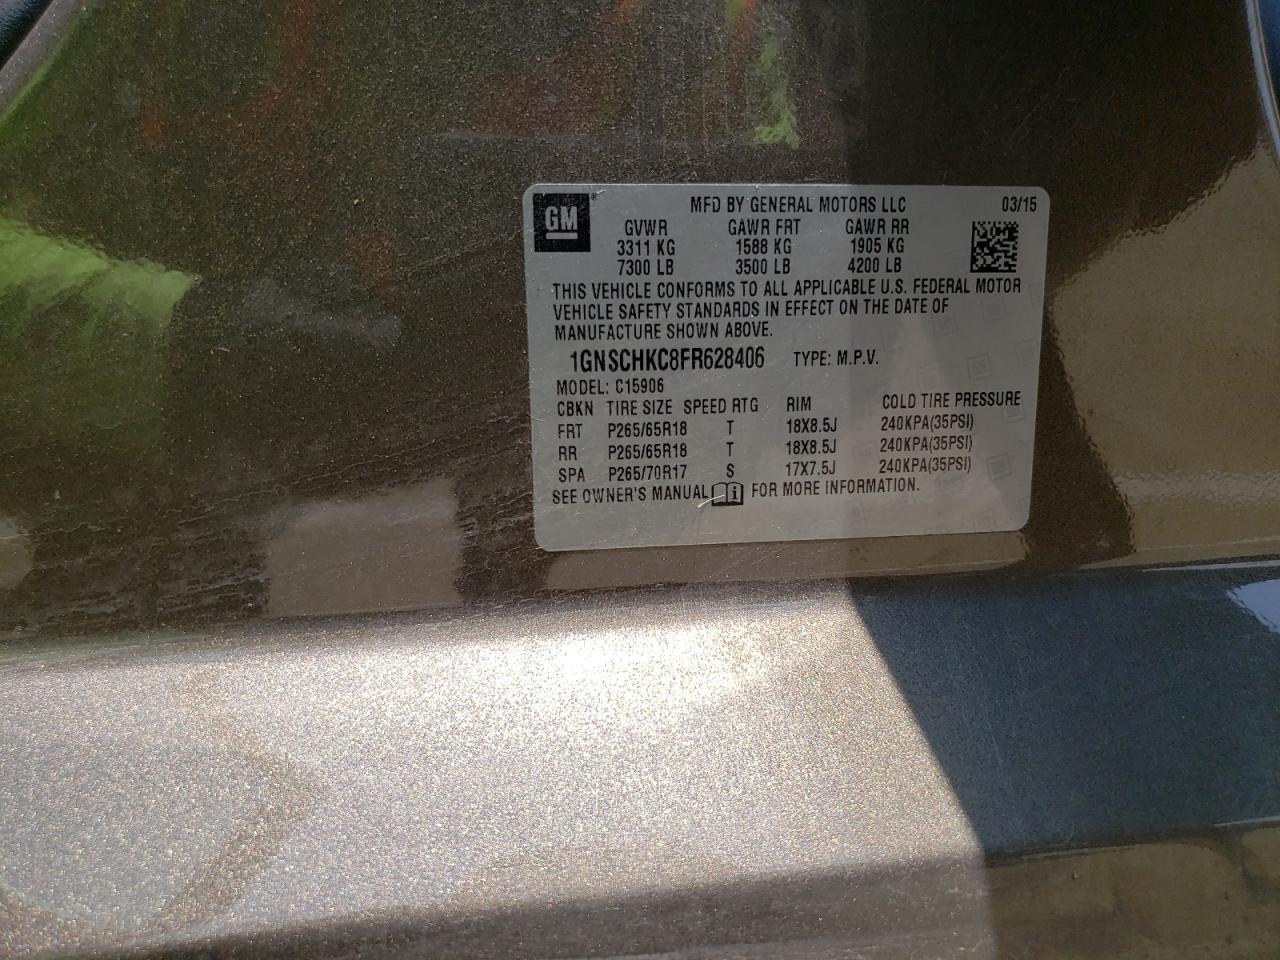 GM
MFD BY GENERAL MOTORS LLC 03/15
GVWR GAWR FRT GAWR RR
3311 KG 1588 KG 1905 KG
7300 LB 3500 LB 4200 LB
THIS VEHICLE CONFORMS TO ALL APPLICABLE U.S. FEDERAL MOTOR
VEHICLE SAFETY STANDARDS IN EFFECT ON THE DATE OF
MANUFACTURE SHOWN ABOVE.
1GNSCHKC8FR628406 TYPE: M.P.V.
MODEL: C15906
CBKN TIRE SIZE SPEED RTG RIM COLD TIRE PRESSURE
FRT P265/65R18 T 18X8.5J 240KPA(35PSI)
RR P265/65R18 T 18X8.5J 240KPA(35PSI)
SPA P265/70R17 S 17X7.5J 240KPA(35PSI)
SEE OWNER'S MANUAL i FOR MORE INFORMATION.